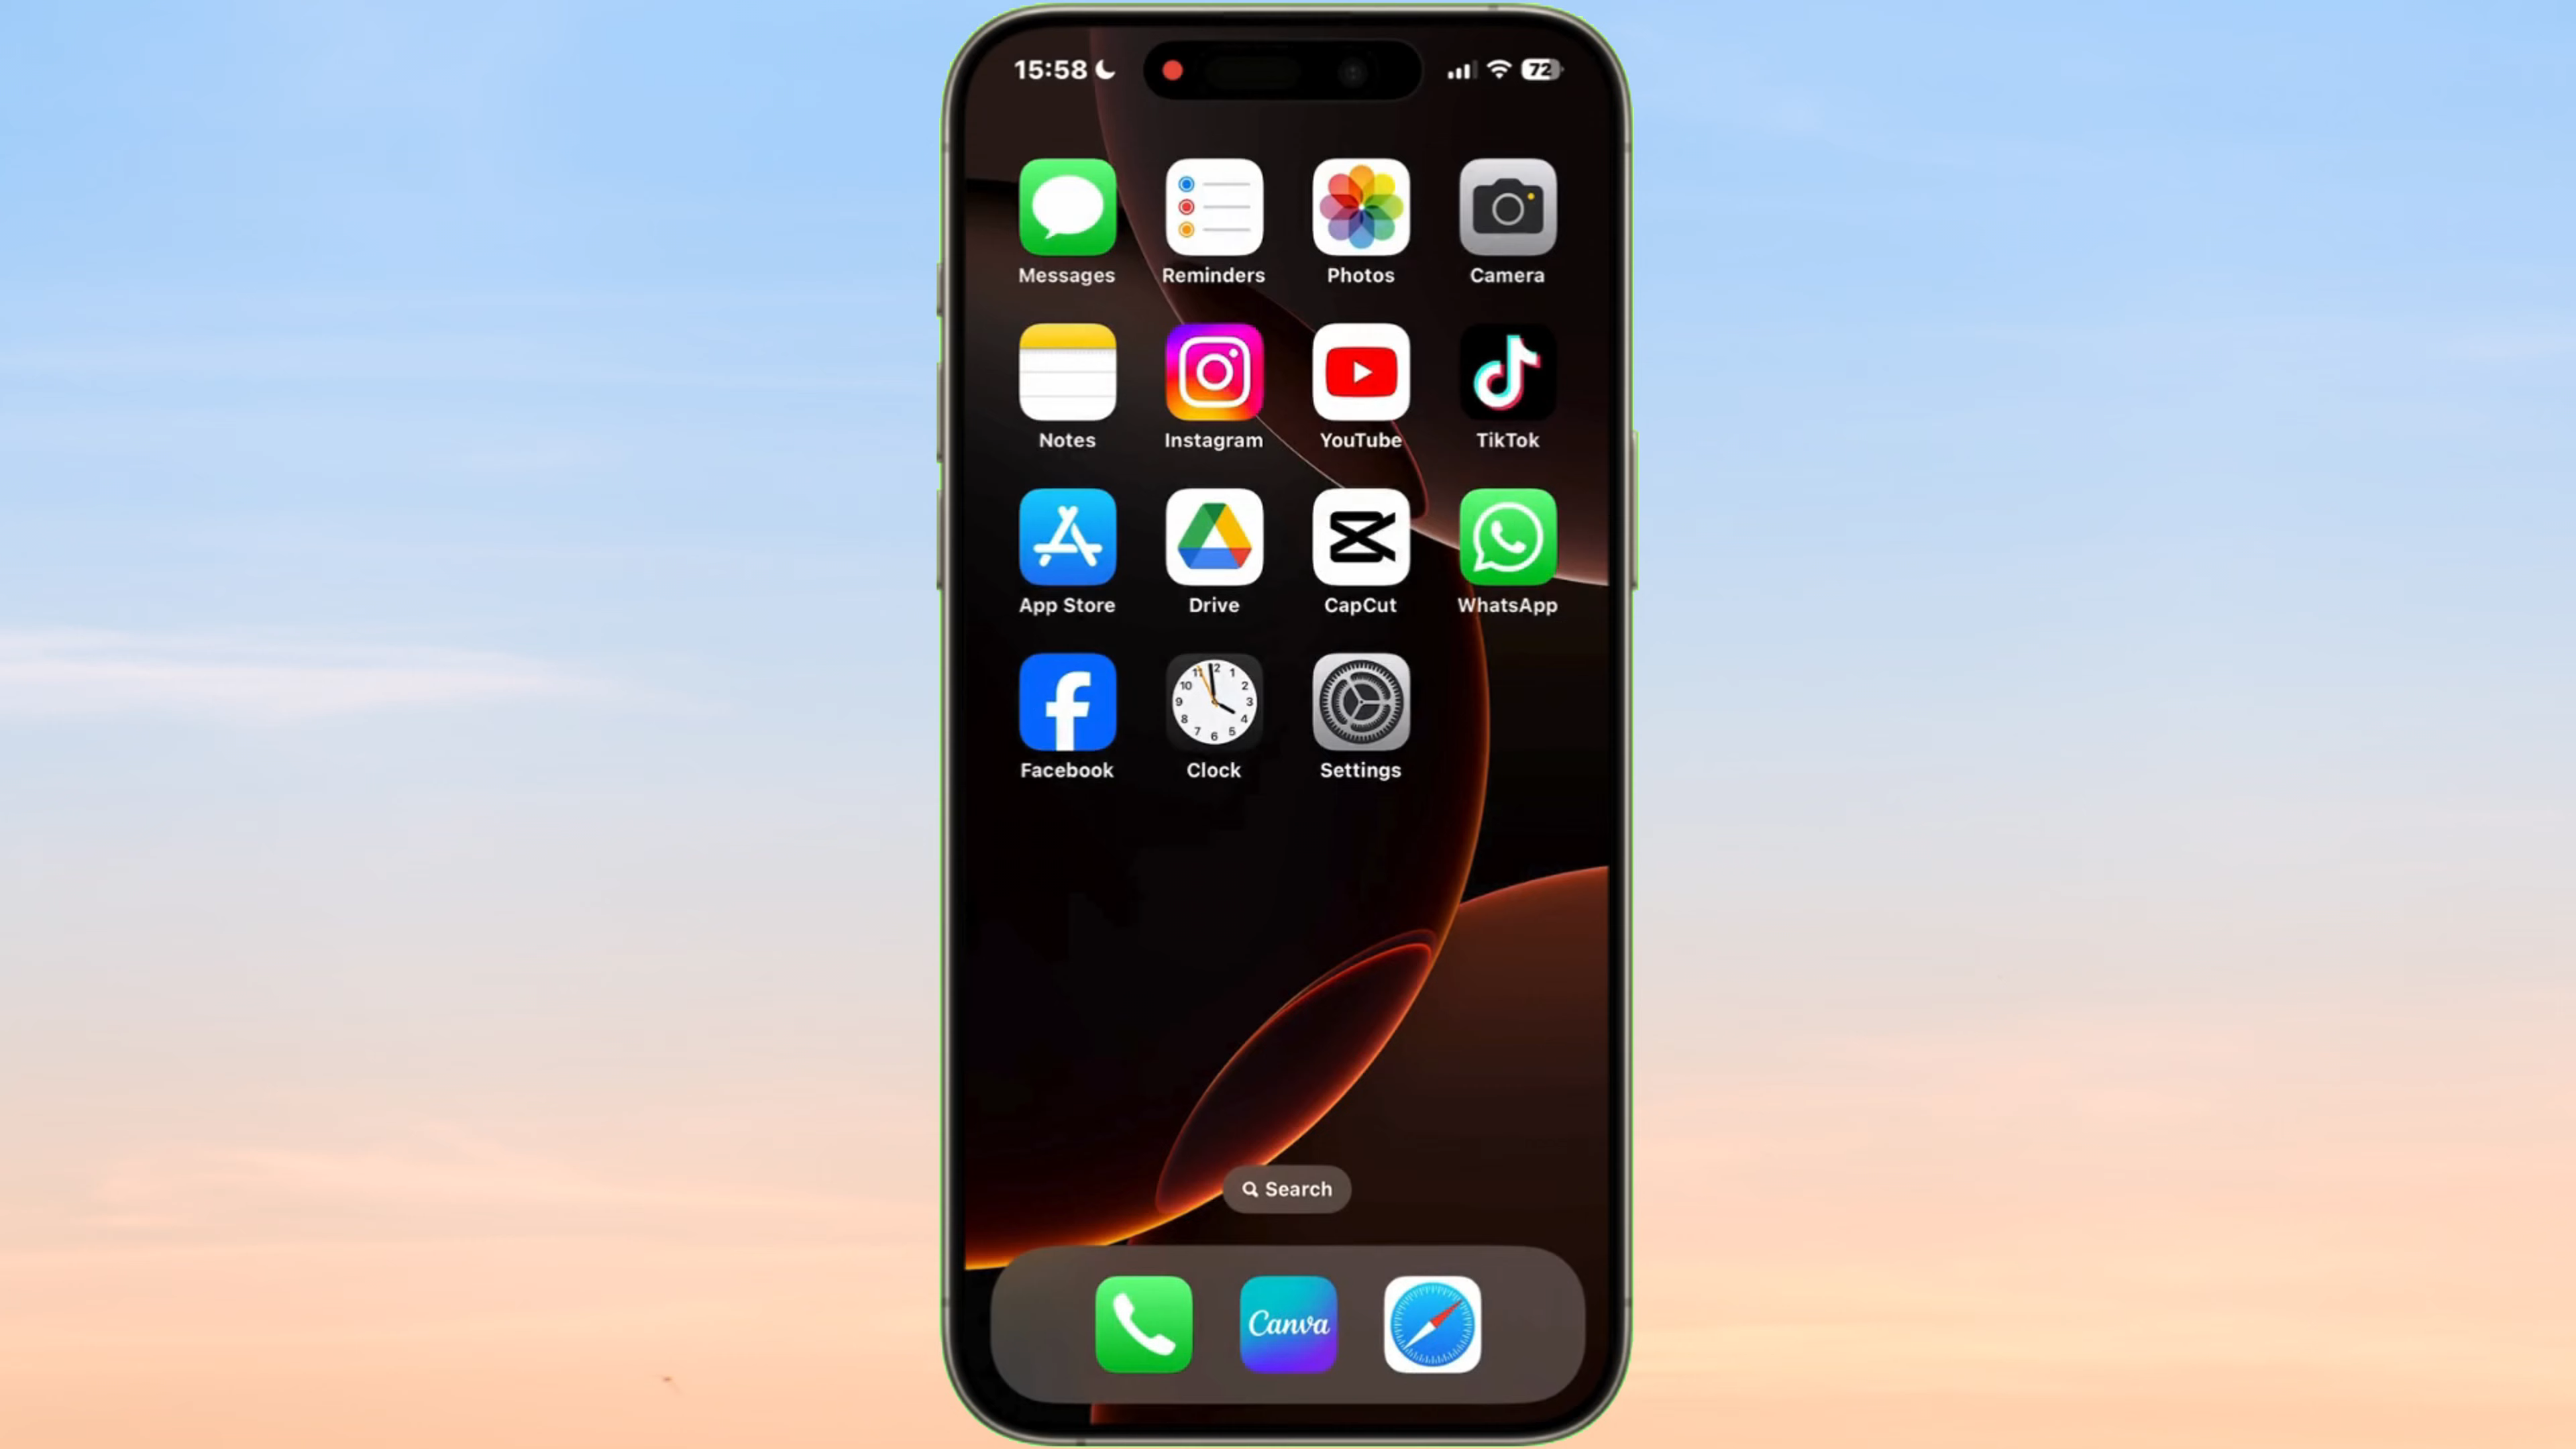 15:58
72
Messages Reminders Photos Camera
Notes Instagram YouTube TikTok
App Store Drive CapCut WhatsApp
Facebook Clock Settings
Search
Canva